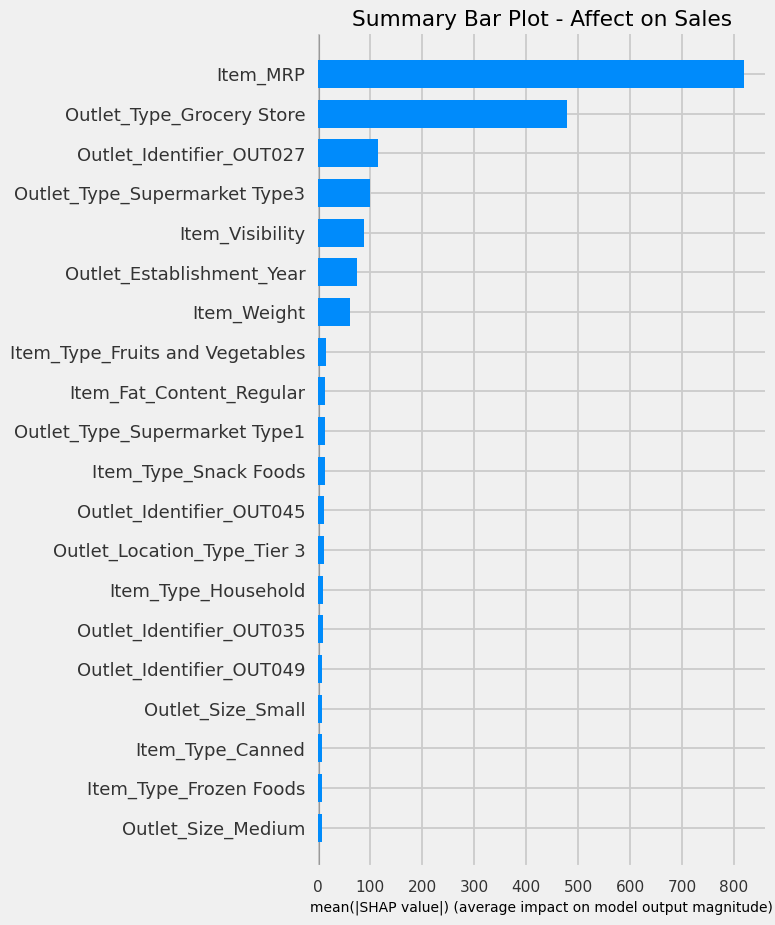 Summary Bar Plot - Affect on Sales
Item_MRP
Outlet_Type_Grocery Store
Outlet_Identifier_OUT027
Outlet_Type_Supermarket Type3
Item_Visibility
Outlet_Establishment_Year
Item_Weight
Item_Type_Fruits and Vegetables
Item_Fat_Content_Regular
Outlet_Type_Supermarket Type1
Item_Type_Snack Foods
Outlet_Identifier_OUT045
Outlet_Location_Type_Tier 3
Item_Type_Household
Outlet_Identifier_OUT035
Outlet_Identifier_OUT049
Outlet_Size_Small
Item_Type_Canned
Item_Type_Frozen Foods
Outlet_Size_Medium
0 100 200 300 400 500 600 700 800
mean(|SHAP value|) (average impact on model output magnitude)